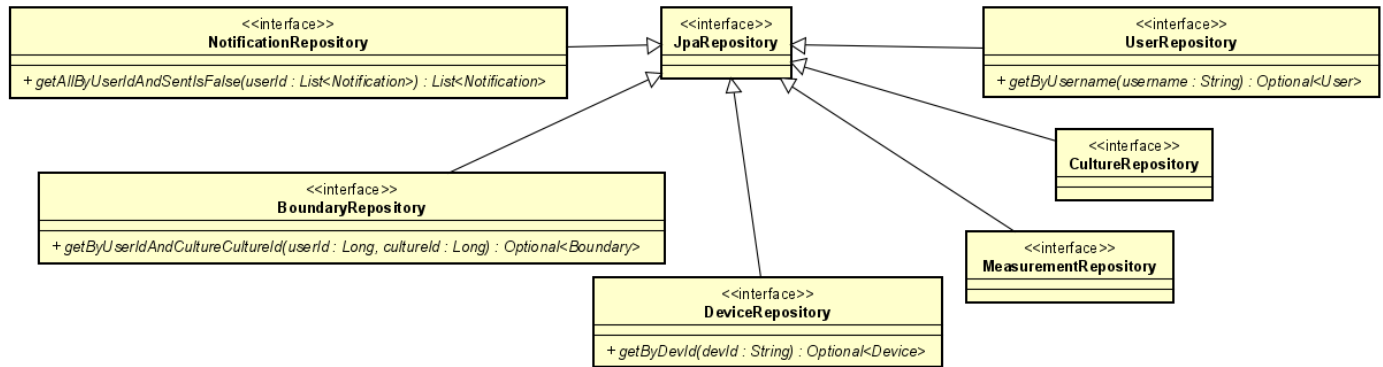 <<interface>>
NotificationRepository
+ getAllByUserIdAndSentIsFalse(userId : List<Notification>) : List<Notification>
<<interface>>
JpaRepository
<<interface>>
UserRepository
+ getByUsername(username : String) : Optional<User>
<<interface>>
CultureRepository
<<interface>>
BoundaryRepository
+ getByUserIdAndCultureCultureId(userId : Long, cultureId : Long) : Optional<Boundary>
<<interface>>
MeasurementRepository
<<interface>>
DeviceRepository
+ getByDevId(devId : String) : Optional<Device>